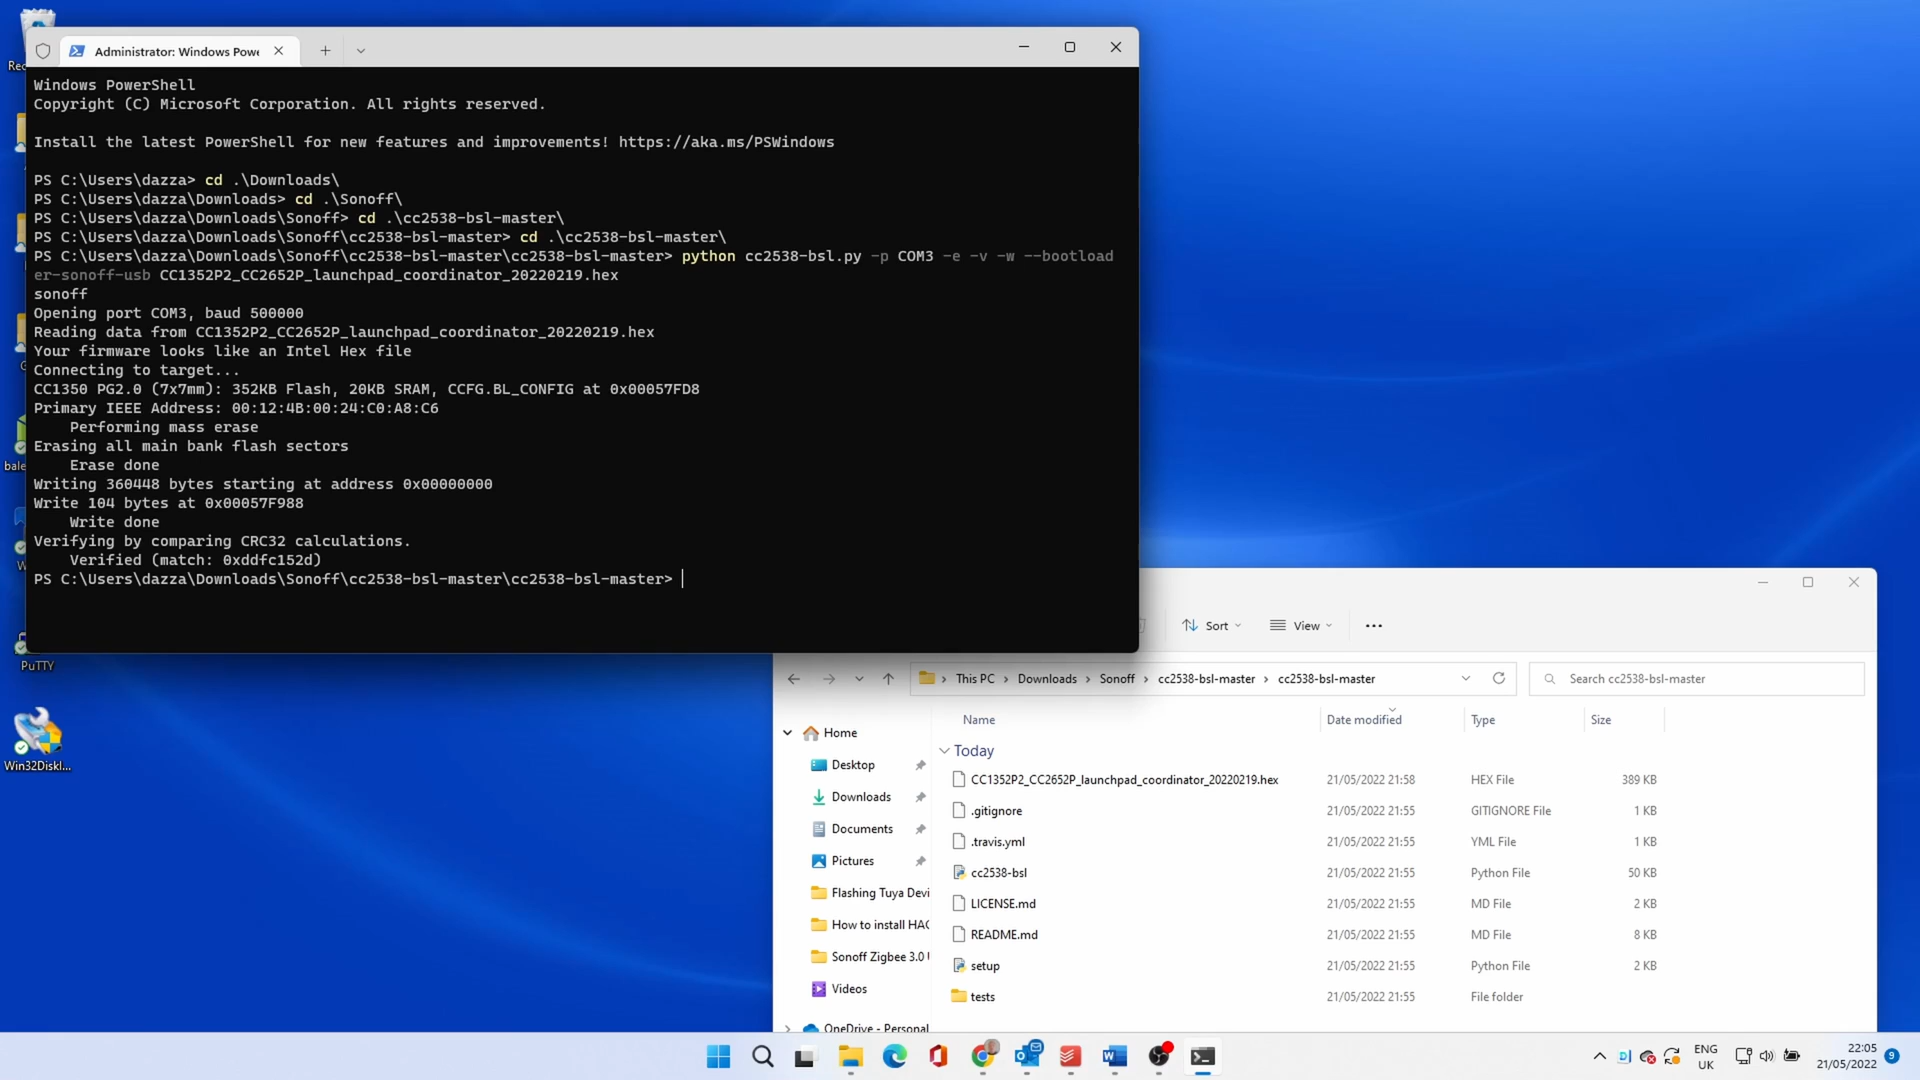 Rec
Administrator: Windows Powe
Windows PowerShell
Copyright (C) Microsoft Corporation. All rights reserved.
Install the latest PowerShell for new features and improvements! https://aka.ms/PSWindows
PS C:\Users\dazza> cd .\Downloads\
PS C:\Users\dazza\Downloads> cd .\Sonoff\
PS C:\Users\dazza\Downloads\Sonoff> cd .\cc2538-bsl-master\
PS C:\Users\dazza\Downloads\Sonoff\cc2538-bsl-master> cd .\cc2538-bsl-master\
PS C:\Users\dazza\Downloads\Sonoff\cc2538-bsl-master\cc2538-bsl-master> python cc2538-bsl.py -p COM3 -e -v -w --bootload
er-sonoff-usb CC1352P2_CC2652P_launchpad_coordinator_20220219.hex
sonoff
Opening port COM3, baud 500000
Reading data from CC1352P2_CC2652P_launchpad_coordinator_20220219.hex
Your firmware looks like an Intel Hex file
Connecting to target...
CC1350 PG2.0 (7x7mm): 352KB Flash, 20KB SRAM, CCFG.BL_CONFIG at 0x00057FD8
Primary IEEE Address: 00:12:4B:00:24:C0:A8:C6
Performing mass erase
Erasing all main bank flash sectors
Erase done
Writing 360448 bytes starting at address 0x00000000
Write 104 bytes at 0x00057F988
Write done
Verifying by comparing CRC32 calculations.
Verified (match: 0xddfc152d)
PS C:\Users\dazza\Downloads\Sonoff\cc2538-bsl-master\cc2538-bsl-master>
bale
PuTTY
Win32DiskI...
Sort
View
This PC > Downloads > Sonoff > cc2538-bsl-master > cc2538-bsl-master
Search cc2538-bsl-master
Name Date modified Type Size
Home
Desktop
Downloads
Documents
Pictures
Flashing Tuya Devi
How to install HAC
Sonoff Zigbee 3.0
Videos
OneDrive - Personal
Today
CC1352P2_CC2652P_launchpad_coordinator_20220219.hex 21/05/2022 21:58 HEX File 389 KB
.gitignore 21/05/2022 21:55 GITIGNORE File 1 KB
.travis.yml 21/05/2022 21:55 YML File 1 KB
cc2538-bsl 21/05/2022 21:55 Python File 50 KB
LICENSE.md 21/05/2022 21:55 MD File 2 KB
README.md 21/05/2022 21:55 MD File 8 KB
setup 21/05/2022 21:55 Python File 2 KB
tests 21/05/2022 21:55 File folder
ENG
UK
22:05
21/05/2022
9